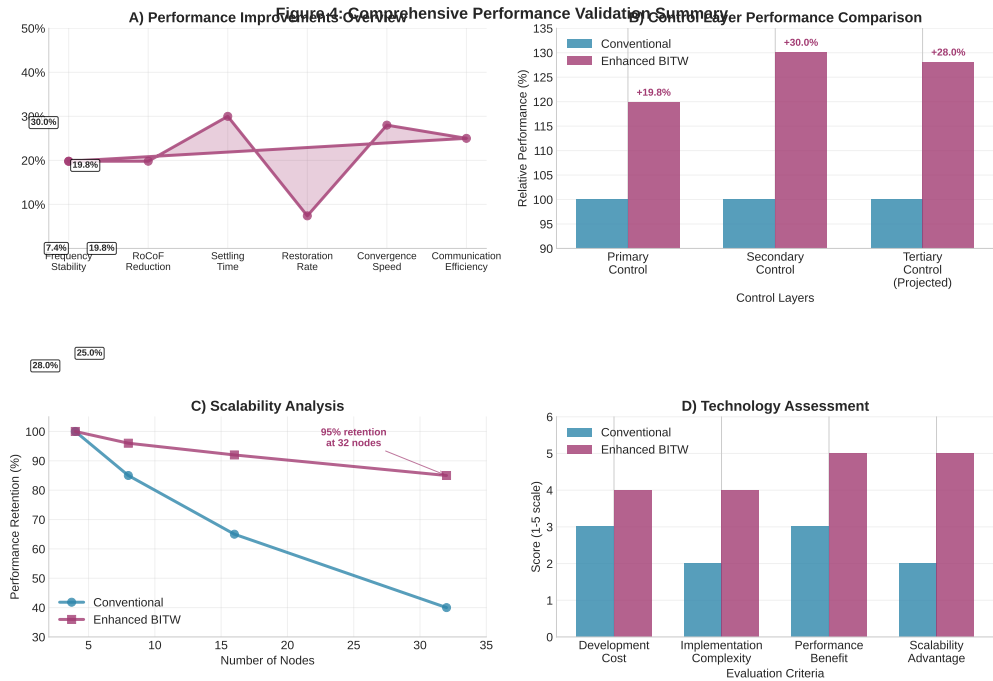 Figure 4: Comprehensive Performance Validation Summary
A) Performance Improvements Overview
50%
40%
30%
20%
10%
30.0%
19.8%
7.4%
19.8%
28.0%
25.0%
Frequency
Stability
RoCoF
Reduction
Settling
Time
Restoration
Rate
Convergence
Speed
Communication
Efficiency
B) Control Layer Performance Comparison
Relative Performance (%)
135
130
125
120
115
110
105
100
95
90
Conventional
Enhanced BITW
+19.8%
+30.0%
+28.0%
Primary
Control
Secondary
Control
Tertiary
Control
(Projected)
Control Layers
C) Scalability Analysis
Performance Retention (%)
100
90
80
70
60
50
40
30
95% retention
at 32 nodes
Conventional
Enhanced BITW
5
10
15
20
25
30
35
Number of Nodes
D) Technology Assessment
Score (1-5 scale)
6
5
4
3
2
1
0
Conventional
Enhanced BITW
Development
Cost
Implementation
Complexity
Performance
Benefit
Scalability
Advantage
Evaluation Criteria